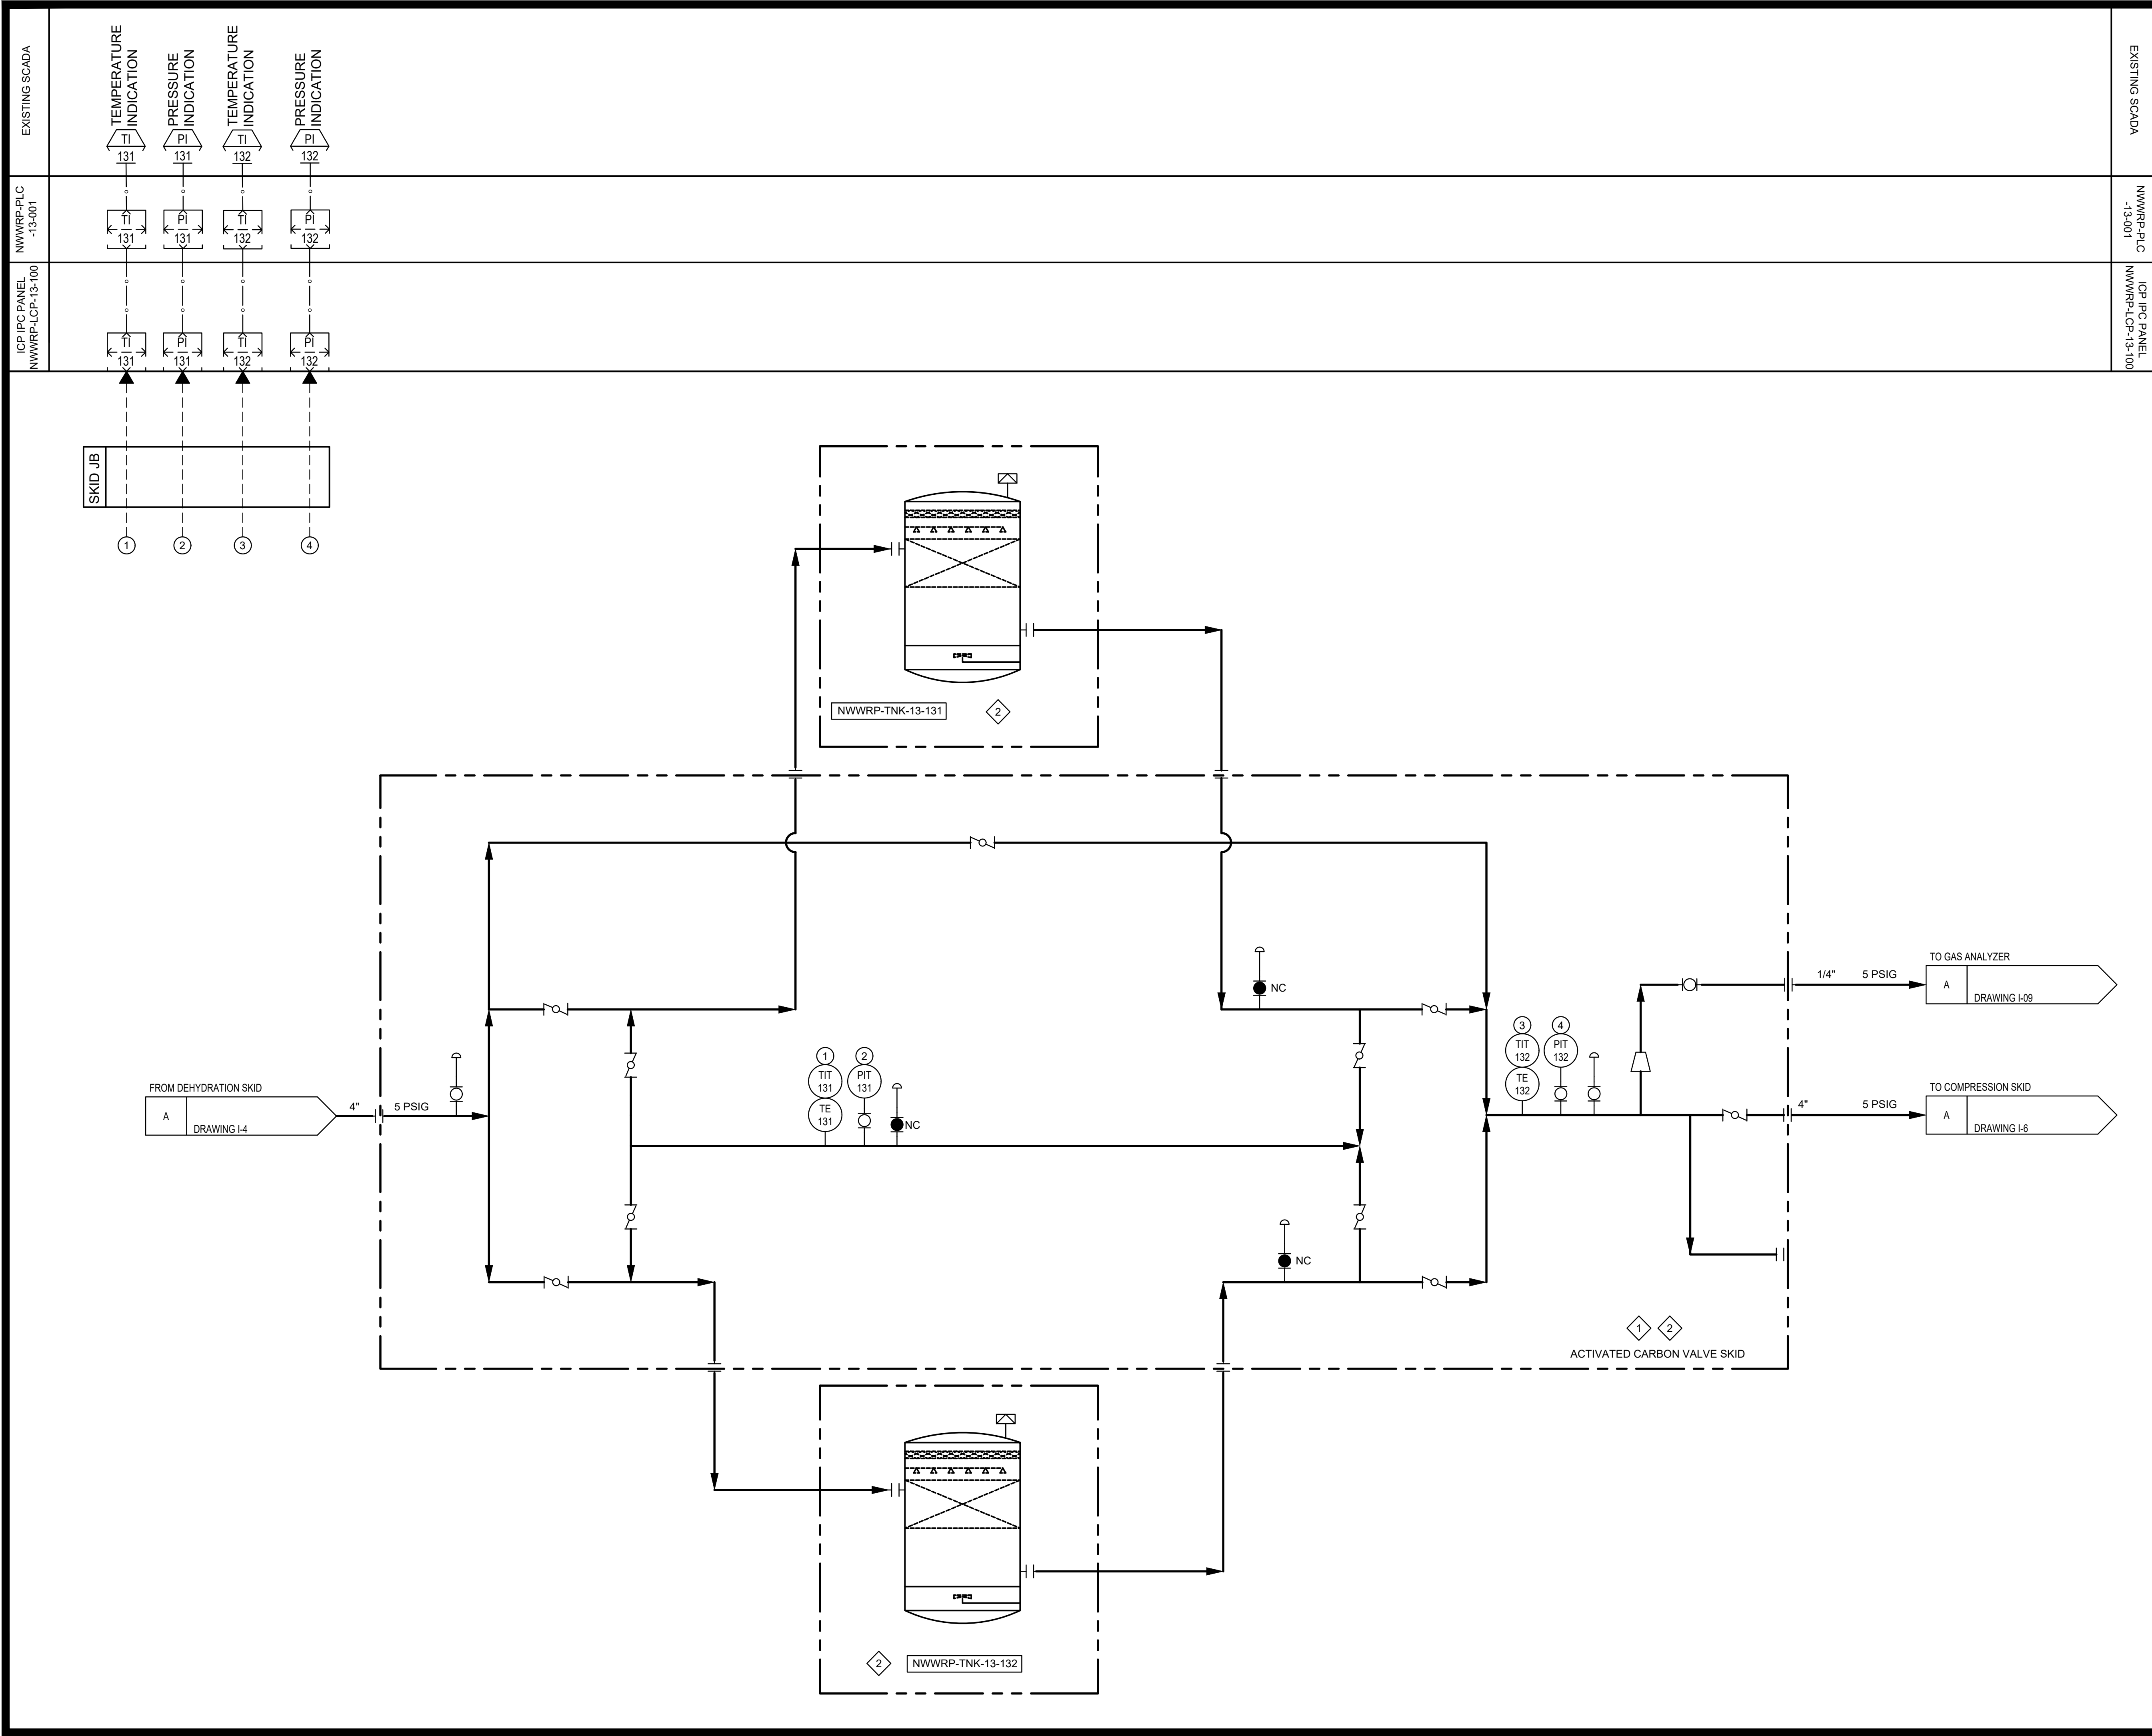 EXISTING SCADA
TEMPERATURE
INDICATION
PRESSURE
INDICATION
TEMPERATURE
INDICATION
PRESSURE
INDICATION
EXISTING SCADA
TI
131
PI
131
TI
132
PI
132
NWWRP-PLC
-13-001
TI
131
PI
131
TI
132
PI
132
NWWRP-PLC
-13-001
ICP IPC PANEL
NWWRP-LCP-13-100
TI
131
PI
131
TI
132
PI
132
ICP IPC PANEL
NWWRP-LCP-13-100
SKID JB
1
2
3
4
NWWRP-TNK-13-131
2
NC
TO GAS ANALYZER
1/4"
5 PSIG
A
DRAWING I-09
3
TIT
132
TE
132
4
PIT
132
1
TIT
131
TE
131
2
PIT
131
NC
FROM DEHYDRATION SKID
A
DRAWING I-4
4"
5 PSIG
TO COMPRESSION SKID
4"
5 PSIG
A
DRAWING I-6
NC
1
2
ACTIVATED CARBON VALVE SKID
2
NWWRP-TNK-13-132